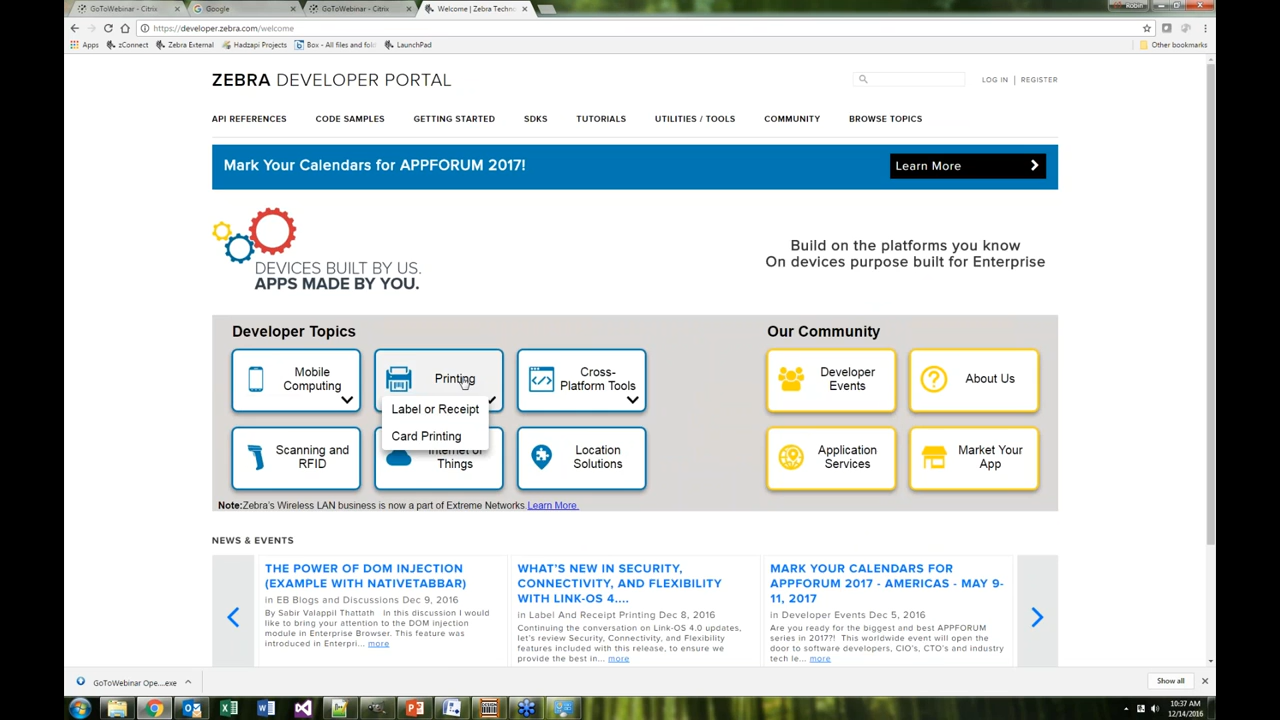 GoToWebinar - Citrix
Google
GoToWebinar - Citrix
Welcome | Zebra Techno
Robin
https://developer.zebra.com/welcome
Apps
zConnect
Zebra External
Hadzapi Shortcuts
Box - All files and fold
LaunchPad
Other bookmarks
ZEBRA DEVELOPER PORTAL
LOG IN | REGISTER
API REFERENCES
CODE SAMPLES
GETTING STARTED
SDKS
TUTORIALS
UTILITIES / TOOLS
COMMUNITY
BROWSE TOPICS
Mark Your Calendars for APPFORUM 2017!
Learn More
DEVICES BUILT BY US.
APPS MADE BY YOU.
Build on the platforms you know
On devices purpose built for Enterprise
Developer Topics
Our Community
Mobile
Computing
Printing
Cross-
Platform Tools
Developer
Events
About Us
Label or Receipt
Card Printing
Scanning and
RFID
Internet of
Things
Location
Solutions
Application
Services
Market Your
App
Note:Zebra's Wireless LAN business is now a part of Extreme Networks.Learn More.
NEWS & EVENTS
THE POWER OF DOM INJECTION
(EXAMPLE WITH NATIVETABBAR)
in EB Blogs and Discussions Dec 9, 2016
By Sabir Valappil Thattath In this discussion I would
like to bring your attention to the DOM injection
module in Enterprise Browser. This feature was
introduced in Enterpri... more
WHAT'S NEW IN SECURITY,
CONNECTIVITY, AND FLEXIBILITY
WITH LINK-OS 4....
in Label And Receipt Printing Dec 8, 2016
Continuing the conversation on Link-OS 4.0 updates,
let's review Security, Connectivity, and Flexibility
features included with this release, to ensure we
provide the best in... more
MARK YOUR CALENDARS FOR
APPFORUM 2017 - AMERICAS - MAY 9-
11, 2017
in Developer Events Dec 5, 2016
Are you ready for the biggest and best APPFORUM
series in 2017?! This worldwide event will open the
door to software developers, CIO's, CTO's and industry
tech le... more
GoToWebinar Ope....exe
Show all
10:37 AM
12/14/2016